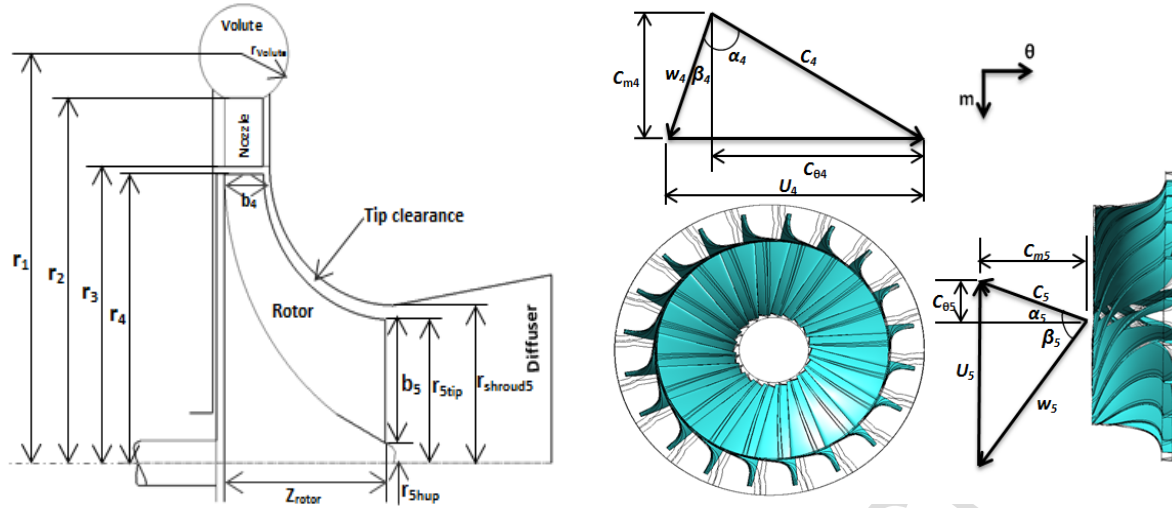 Volute
rVolute
Nozzle
b4
Tip clearance
r1
r2
r3
r4
Rotor
b5
r5tip
rshroud5
Diffuser
Zrotor
r5hup
Cm4
w4
β4
α4
C4
Cθ4
U4
θ
m
Cm5
Cθ5
C5
α5
β5
U5
w5